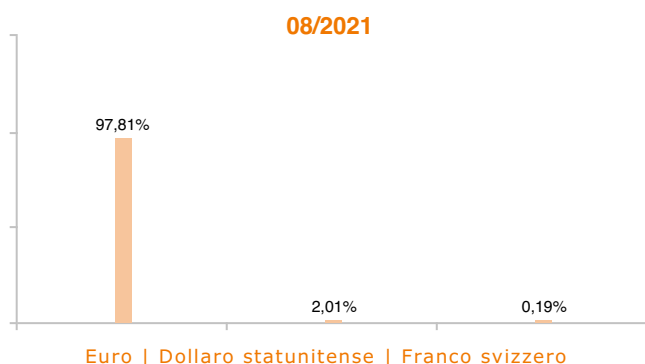 08/2021
97,81%
2,01%
0,19%
Euro | Dollaro statunitense | Franco svizzero